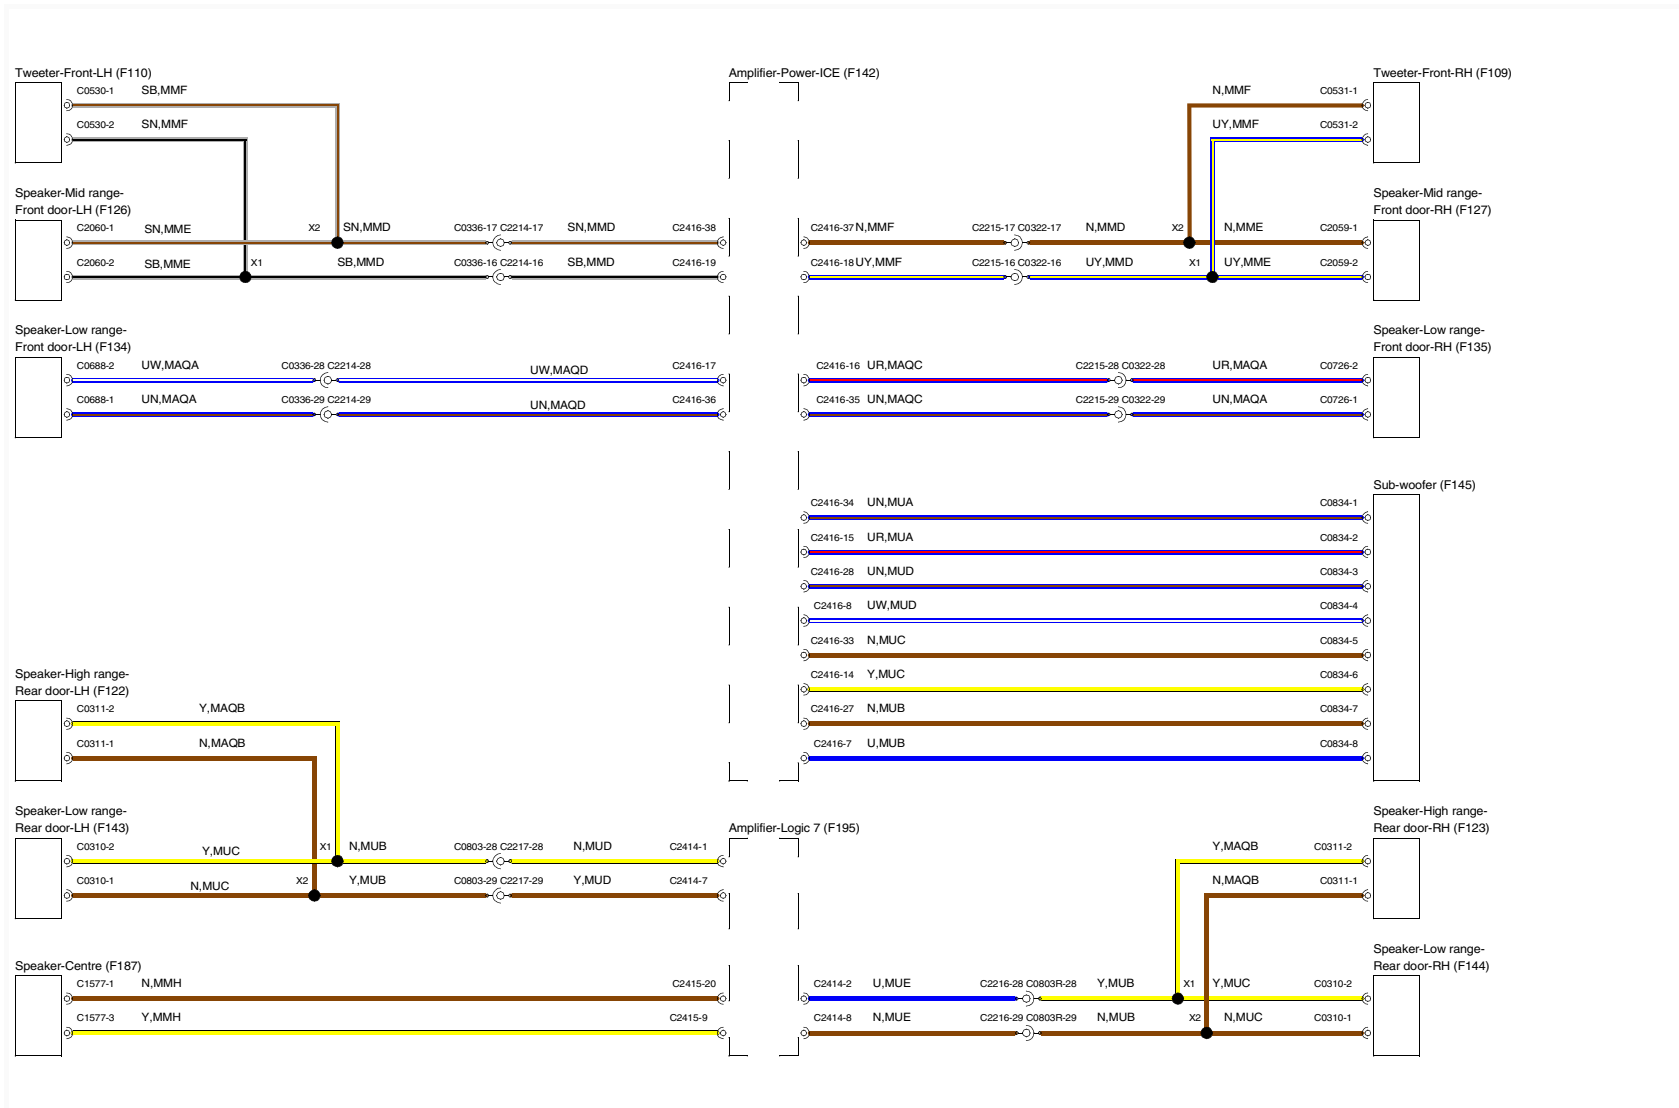 Tweeter-Front-LH (F110)
Amplifier-Power-ICE (F142)
Tweeter-Front-RH (F109)
C0530-1 SB,MMF
N,MMF C0531-1
C0530-2 SN,MMF
UY,MMF C0531-2
Speaker-Mid range-
Front door-LH (F126)
Speaker-Mid range-
Front door-RH (F127)
C2060-1 SN,MME X2 SN,MMD C0336-17 C2214-17 SN,MMD C2416-38
C2416-37 N,MMF C2215-17 C0322-17 N,MMD X2 N,MME C2059-1
C2060-2 SB,MME X1 SB,MMD C0336-16 C2214-16 SB,MMD C2416-19
C2416-18 UY,MMF C2215-16 C0322-16 UY,MMD X1 UY,MME C2059-2
Speaker-Low range-
Front door-LH (F134)
Speaker-Low range-
Front door-RH (F135)
C0688-2 UW,MAQA C0336-28 C2214-28 UW,MAQD C2416-17
C2416-16 UR,MAQC C2215-28 C0322-28 UR,MAQA C0726-2
C0688-1 UN,MAQA C0336-29 C2214-29 UN,MAQD C2416-36
C2416-35 UN,MAQC C2215-29 C0322-29 UN,MAQA C0726-1
Sub-woofer (F145)
C2416-34 UN,MUA C0834-1
C2416-15 UR,MUA C0834-2
C2416-28 UN,MUD C0834-3
C2416-8 UW,MUD C0834-4
C2416-33 N,MUC C0834-5
C2416-14 Y,MUC C0834-6
C2416-27 N,MUB C0834-7
C2416-7 U,MUB C0834-8
Speaker-High range-
Rear door-LH (F122)
C0311-2 Y,MAQB
C0311-1 N,MAQB
Speaker-Low range-
Rear door-LH (F143)
Amplifier-Logic 7 (F195)
Speaker-High range-
Rear door-RH (F123)
C0310-2 Y,MUC X1 N,MUB C0803-28 C2217-28 N,MUD C2414-1
Y,MAQB C0311-2
C0310-1 N,MUC X2 Y,MUB C0803-29 C2217-29 Y,MUD C2414-7
N,MAQB C0311-1
Speaker-Centre (F187)
Speaker-Low range-
Rear door-RH (F144)
C1577-1 N,MMH C2415-20
C2414-2 U,MUE C2216-28 C0803R-28 Y,MUB X1 Y,MUC C0310-2
C1577-3 Y,MMH C2415-9
C2414-8 N,MUE C2216-29 C0803R-29 N,MUB X2 N,MUC C0310-1